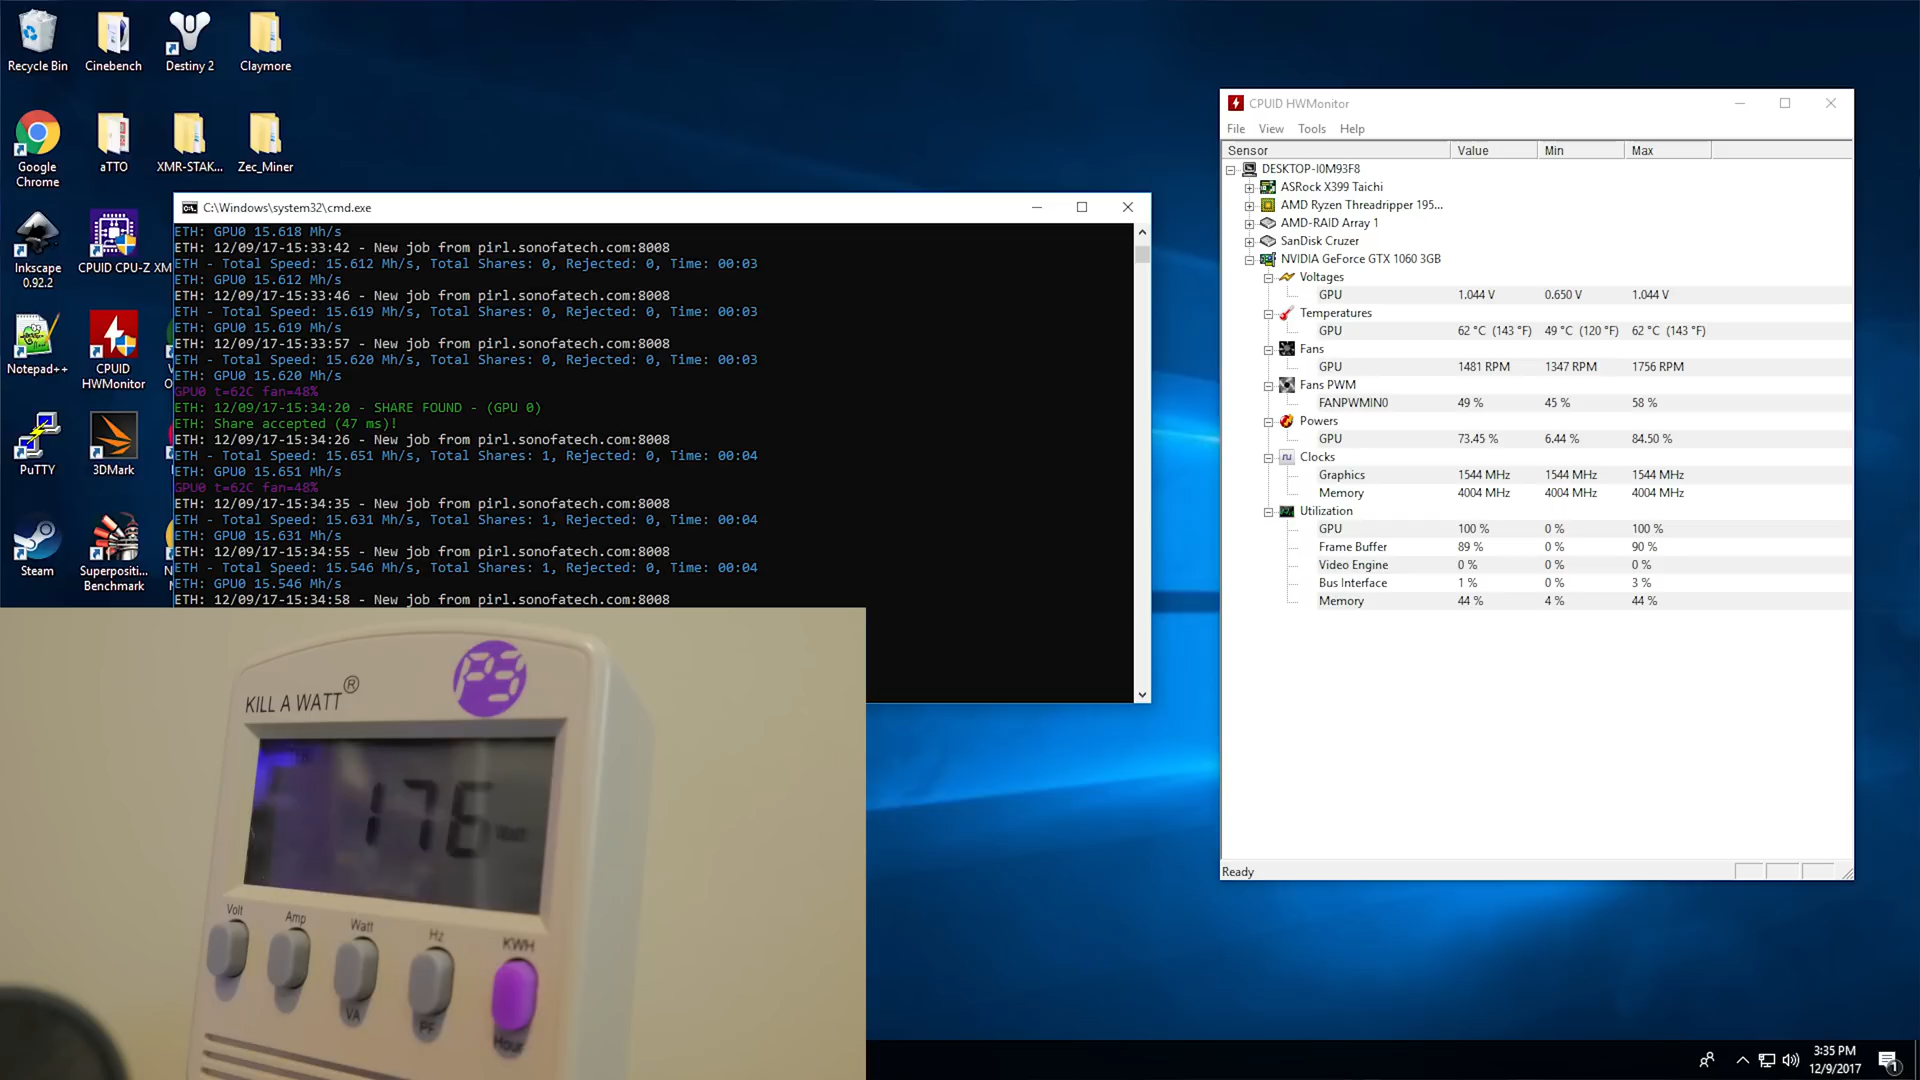 Recycle Bin
Cinebench
Destiny 2
Claymore
Google Chrome
aTTO
XMR-STAK...
Zec_Miner
Inkscape 0.92.2
CPUID CPU-Z
XM
Notepad++
CPUID HWMonitor
PuTTY
3DMark
Steam
Superpositi... Benchmark
C:\Windows\system32\cmd.exe
ETH: GPU0 15.618 Mh/s
ETH: 12/09/17-15:33:42 - New job from pirl.sonofatech.com:8008
ETH - Total Speed: 15.612 Mh/s, Total Shares: 0, Rejected: 0, Time: 00:03
ETH: GPU0 15.612 Mh/s
ETH: 12/09/17-15:33:46 - New job from pirl.sonofatech.com:8008
ETH - Total Speed: 15.619 Mh/s, Total Shares: 0, Rejected: 0, Time: 00:03
ETH: GPU0 15.619 Mh/s
ETH: 12/09/17-15:33:57 - New job from pirl.sonofatech.com:8008
ETH - Total Speed: 15.620 Mh/s, Total Shares: 0, Rejected: 0, Time: 00:03
ETH: GPU0 15.620 Mh/s
GPU0 t=62C fan=48%
ETH: 12/09/17-15:34:20 - SHARE FOUND - (GPU 0)
ETH: Share accepted (47 ms)!
ETH: 12/09/17-15:34:26 - New job from pirl.sonofatech.com:8008
ETH - Total Speed: 15.651 Mh/s, Total Shares: 1, Rejected: 0, Time: 00:04
ETH: GPU0 15.651 Mh/s
GPU0 t=62C fan=48%
ETH: 12/09/17-15:34:35 - New job from pirl.sonofatech.com:8008
ETH - Total Speed: 15.631 Mh/s, Total Shares: 1, Rejected: 0, Time: 00:04
ETH: GPU0 15.631 Mh/s
ETH: 12/09/17-15:34:55 - New job from pirl.sonofatech.com:8008
ETH - Total Speed: 15.546 Mh/s, Total Shares: 1, Rejected: 0, Time: 00:04
ETH: GPU0 15.546 Mh/s
ETH: 12/09/17-15:34:58 - New job from pirl.sonofatech.com:8008
CPUID HWMonitor
File View Tools Help
Sensor Value Min Max
DESKTOP-I0M93F8
ASRock X399 Taichi
AMD Ryzen Threadripper 195...
AMD-RAID Array 1
SanDisk Cruzer
NVIDIA GeForce GTX 1060 3GB
Voltages
GPU 1.044 V 0.650 V 1.044 V
Temperatures
GPU 62 °C (143 °F) 49 °C (120 °F) 62 °C (143 °F)
Fans
GPU 1481 RPM 1347 RPM 1756 RPM
Fans PWM
FANPWMIN0 49 % 45 % 58 %
Powers
GPU 73.45 % 6.44 % 84.50 %
Clocks
Graphics 1544 MHz 1544 MHz 1544 MHz
Memory 4004 MHz 4004 MHz 4004 MHz
Utilization
GPU 100 % 0 % 100 %
Frame Buffer 89 % 0 % 90 %
Video Engine 0 % 0 % 0 %
Bus Interface 1 % 0 % 3 %
Memory 44 % 4 % 44 %
Ready
KILL A WATT®
P3
176 Watt
Volt Amp Watt Hz KWH
VA PF Hour
3:35 PM
12/9/2017
1